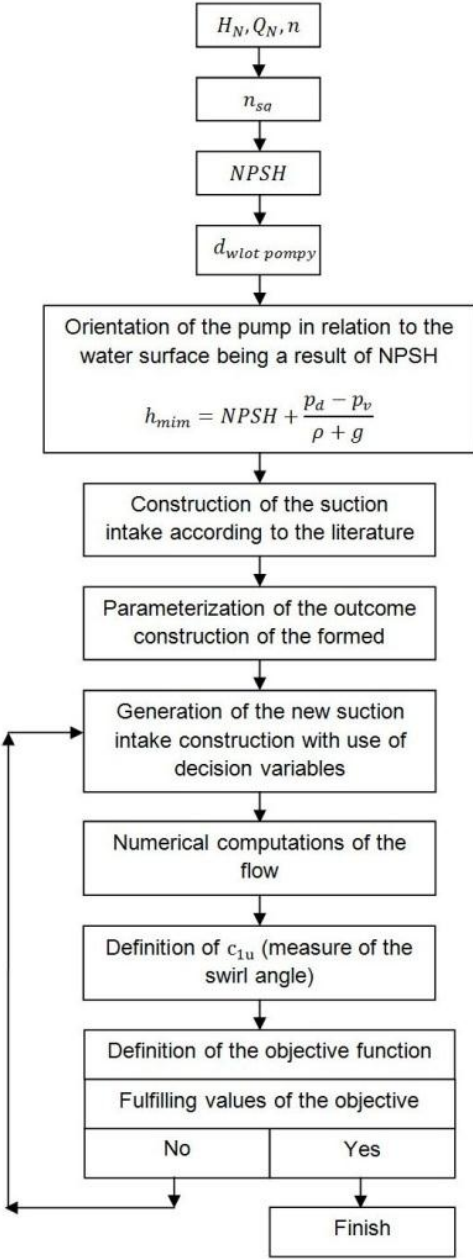 H_N, Q_N, n
n_sq
NPSH
d_wlot pompy
Orientation of the pump in relation to the
water surface being a result of NPSH
h_mim = NPSH + (p_d − p_v) / (ρ + g)
Construction of the suction
intake according to the literature
Parameterization of the outcome
construction of the formed
Generation of the new suction
intake construction with use of
decision variables
Numerical computations of the
flow
Definition of c_1u (measure of the
swirl angle)
Definition of the objective function
Fulfilling values of the objective
No Yes
Finish